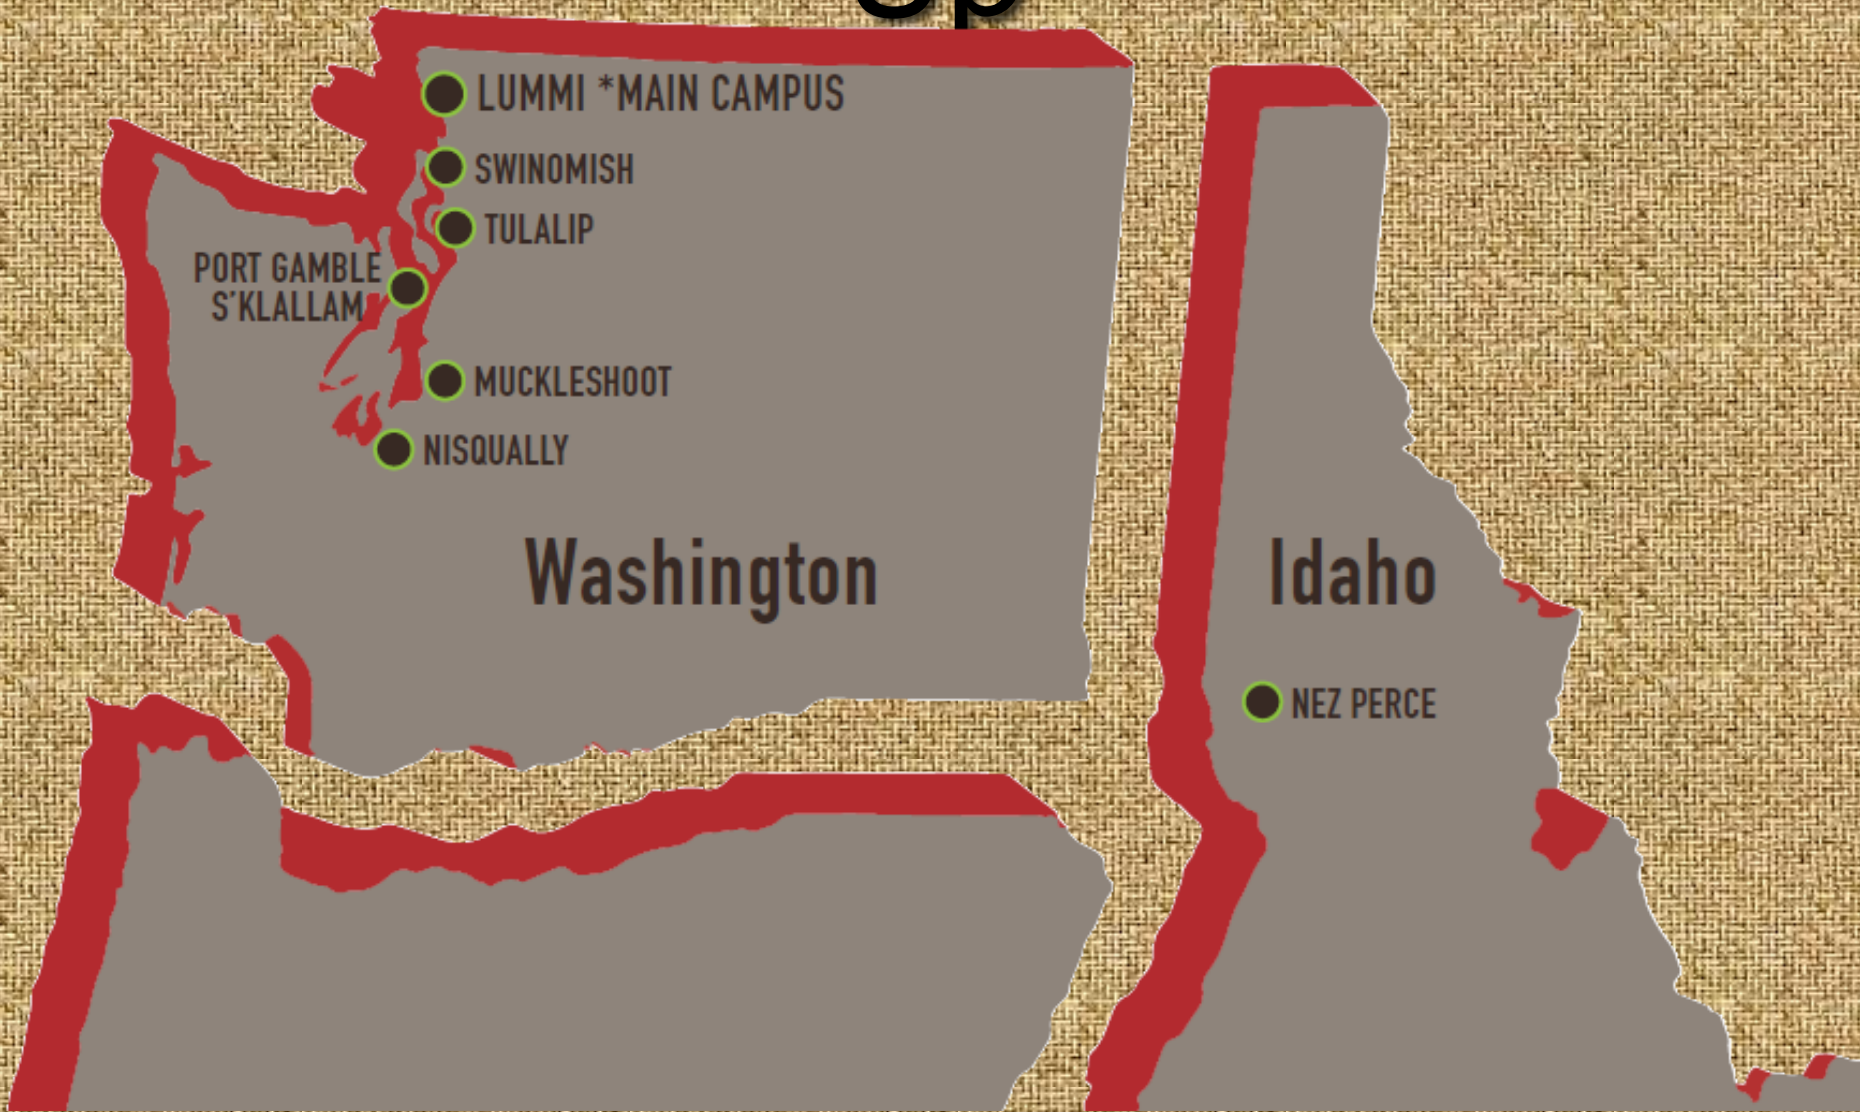 LUMMI *MAIN CAMPUS
SWINOMISH
TULALIP
PORT GAMBLE
S'KLALLAM
MUCKLESHOOT
NISQUALLY
Washington
Idaho
NEZ PERCE